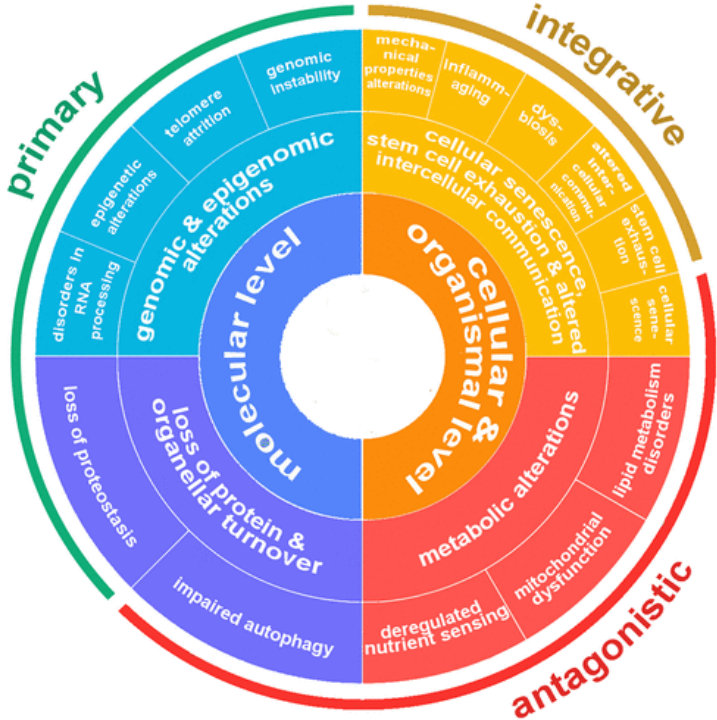 primary
integrative
antagonistic
genomic
instability
telomere
attrition
epigenetic
alterations
disorders in
RNA
processing
loss of proteostasis
impaired autophagy
deregulated
nutrient sensing
mitochondrial
dysfunction
lipid metabolism
disorders
cellular
sene-
scence
stem cell
exhaus-
tion
altered
inter-
cellular
commu-
nication
dys-
biosis
inflamm-
aging
mecha-
nical
properties
alterations
genomic & epigenomic
alterations
cellular senescence,
stem cell exhaustion & altered
intercellular communication
loss of protein &
organellar turnover
metabolic alterations
molecular level
cellular &
organismal level